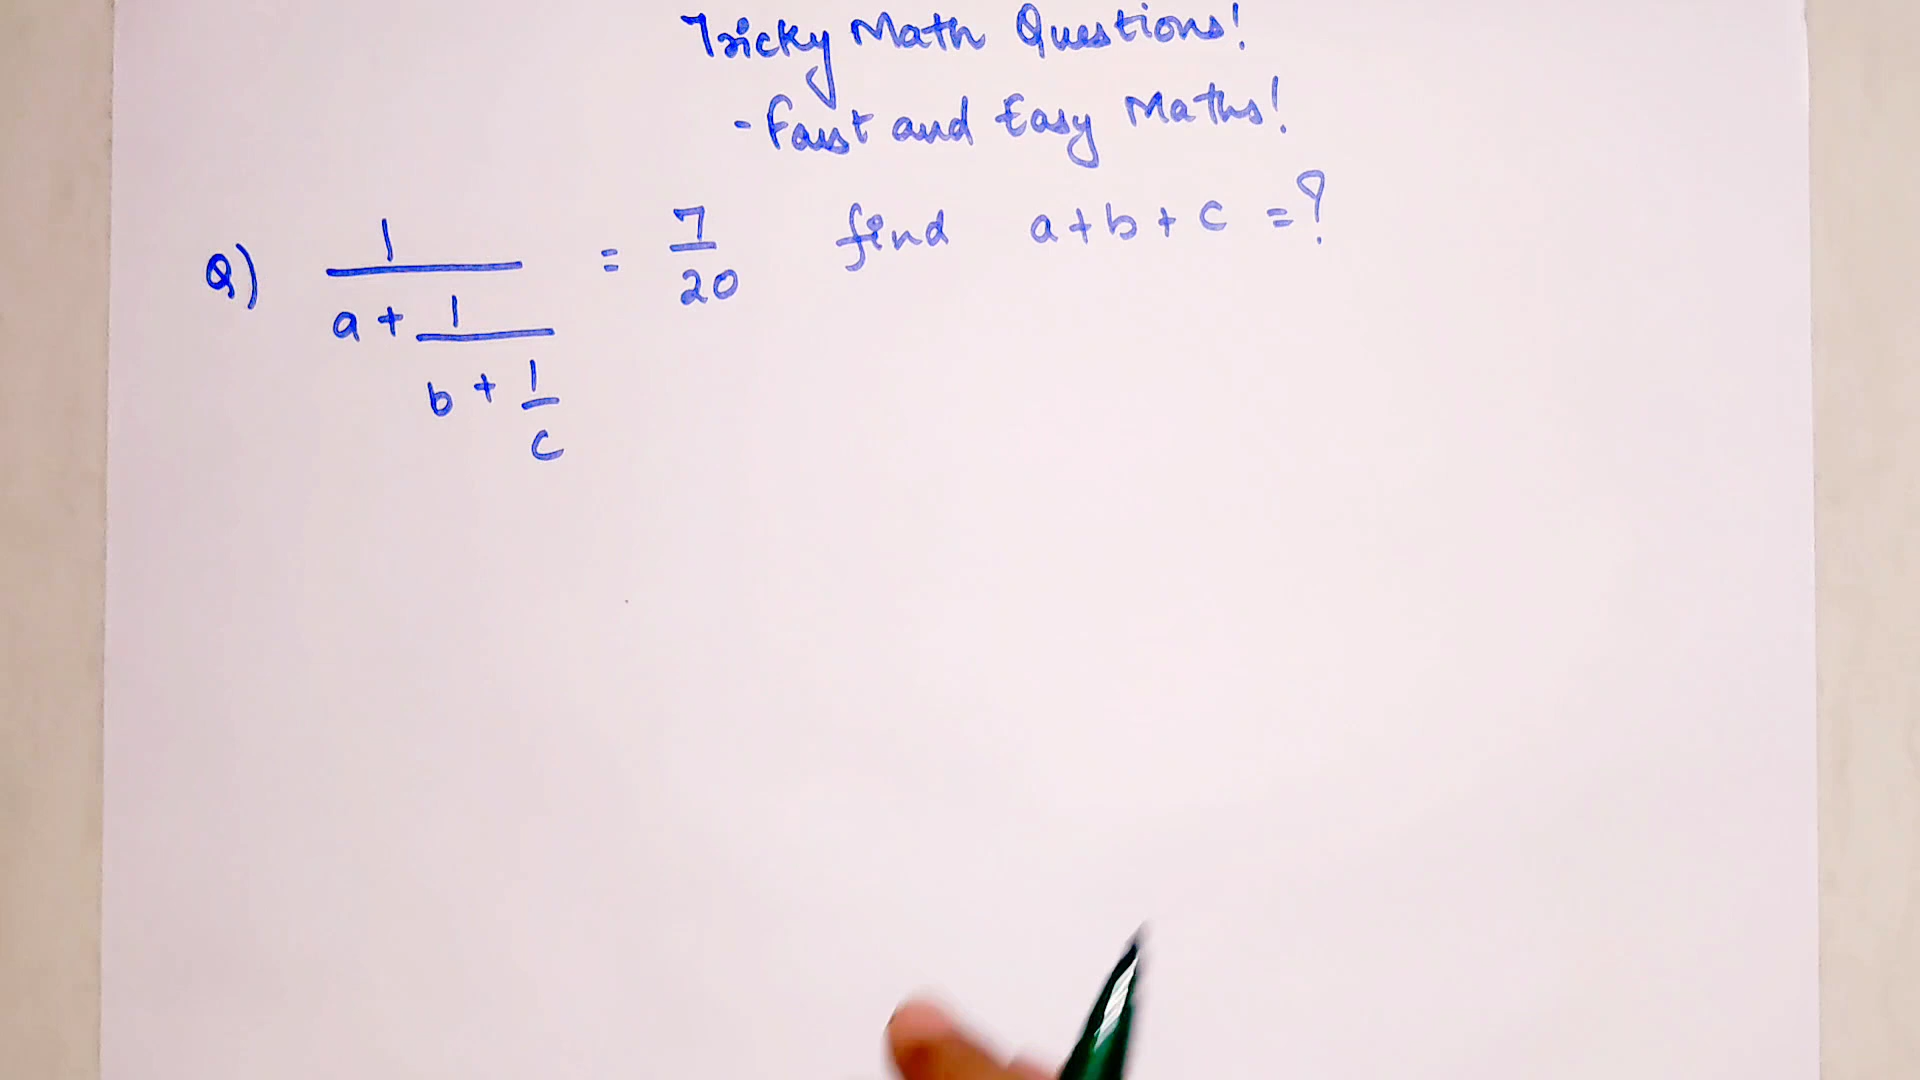 Tricky Math Questions!
- Fast and Easy Maths!
Q) 1 / (a + 1 / (b + 1 / c)) = 7 / 20 find a + b + c = ?